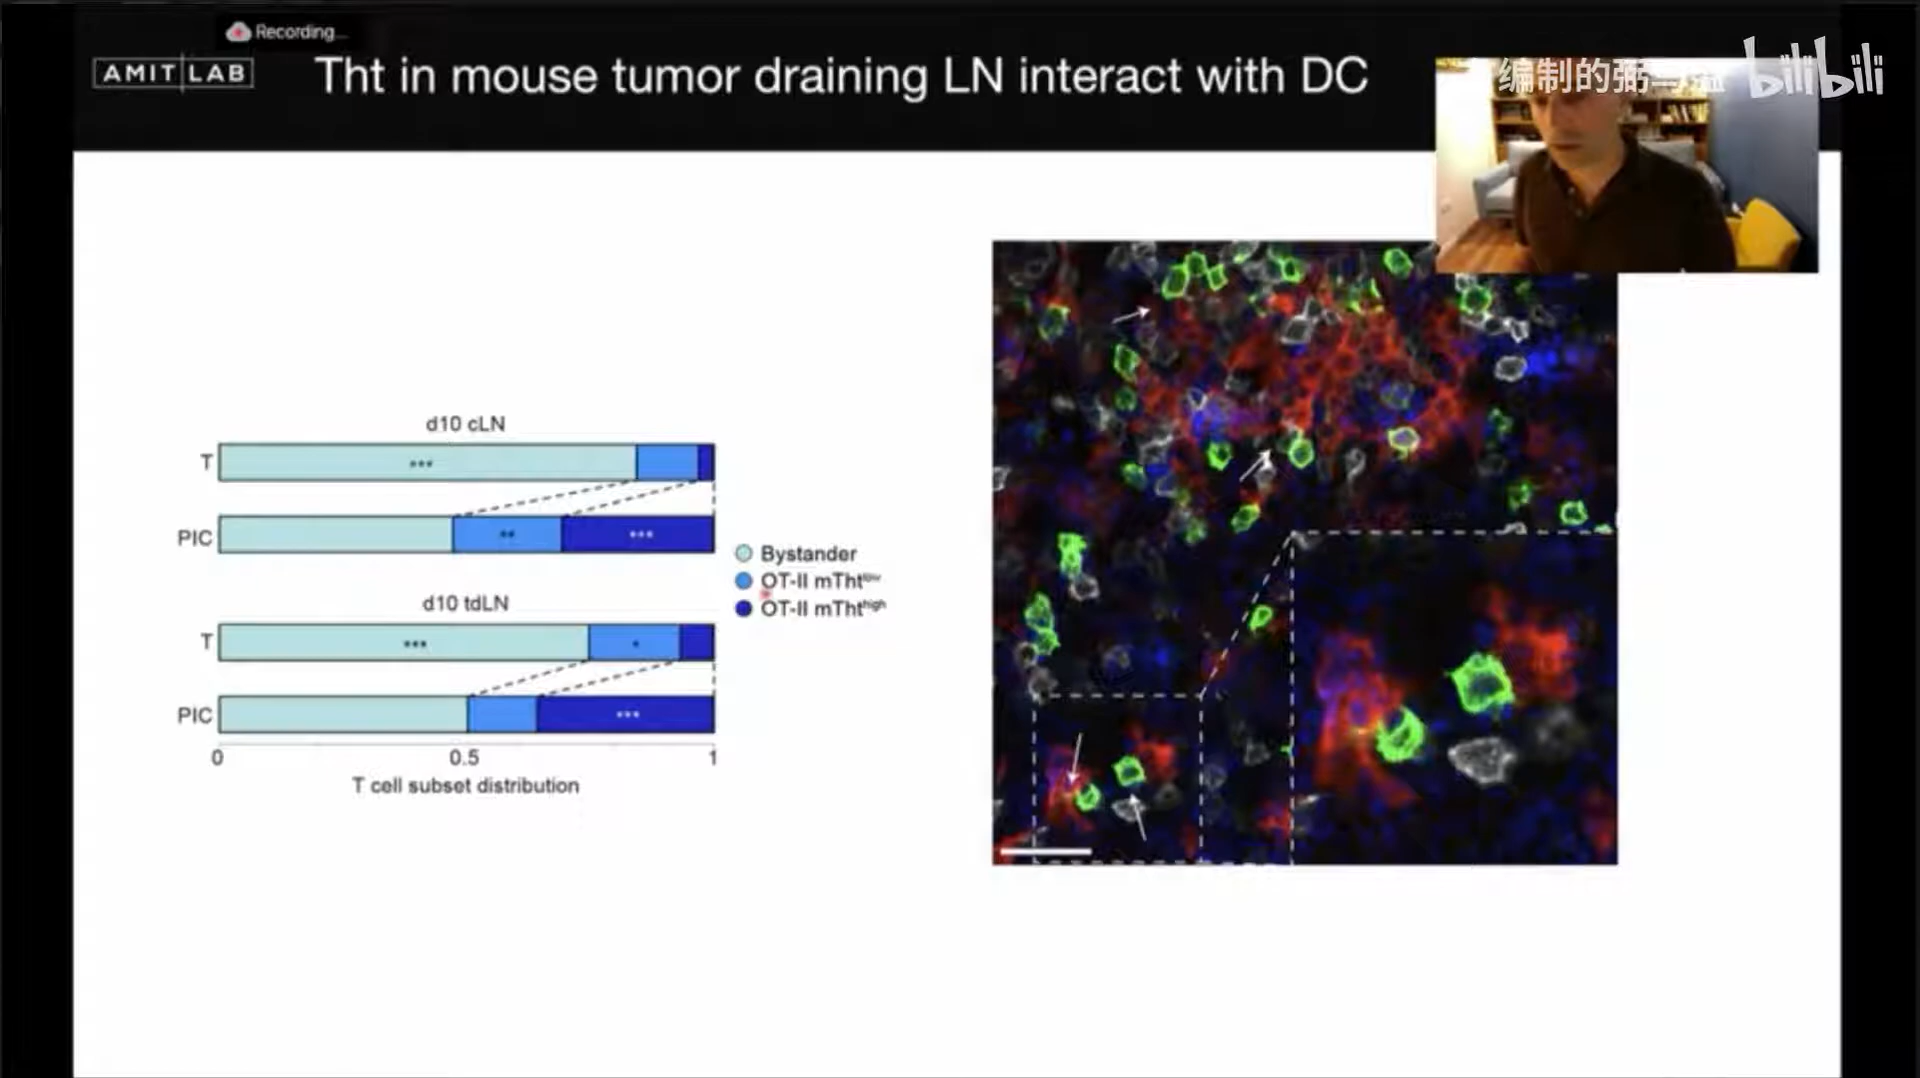 Recording...
AMIT LAB
Tht in mouse tumor draining LN interact with DC
bilibili
d10 cLN
T
***
PIC
**
***
Bystander
OT-II mTht^low
OT-II mTht^high
d10 tdLN
T
***
*
PIC
***
0
0.5
1
T cell subset distribution